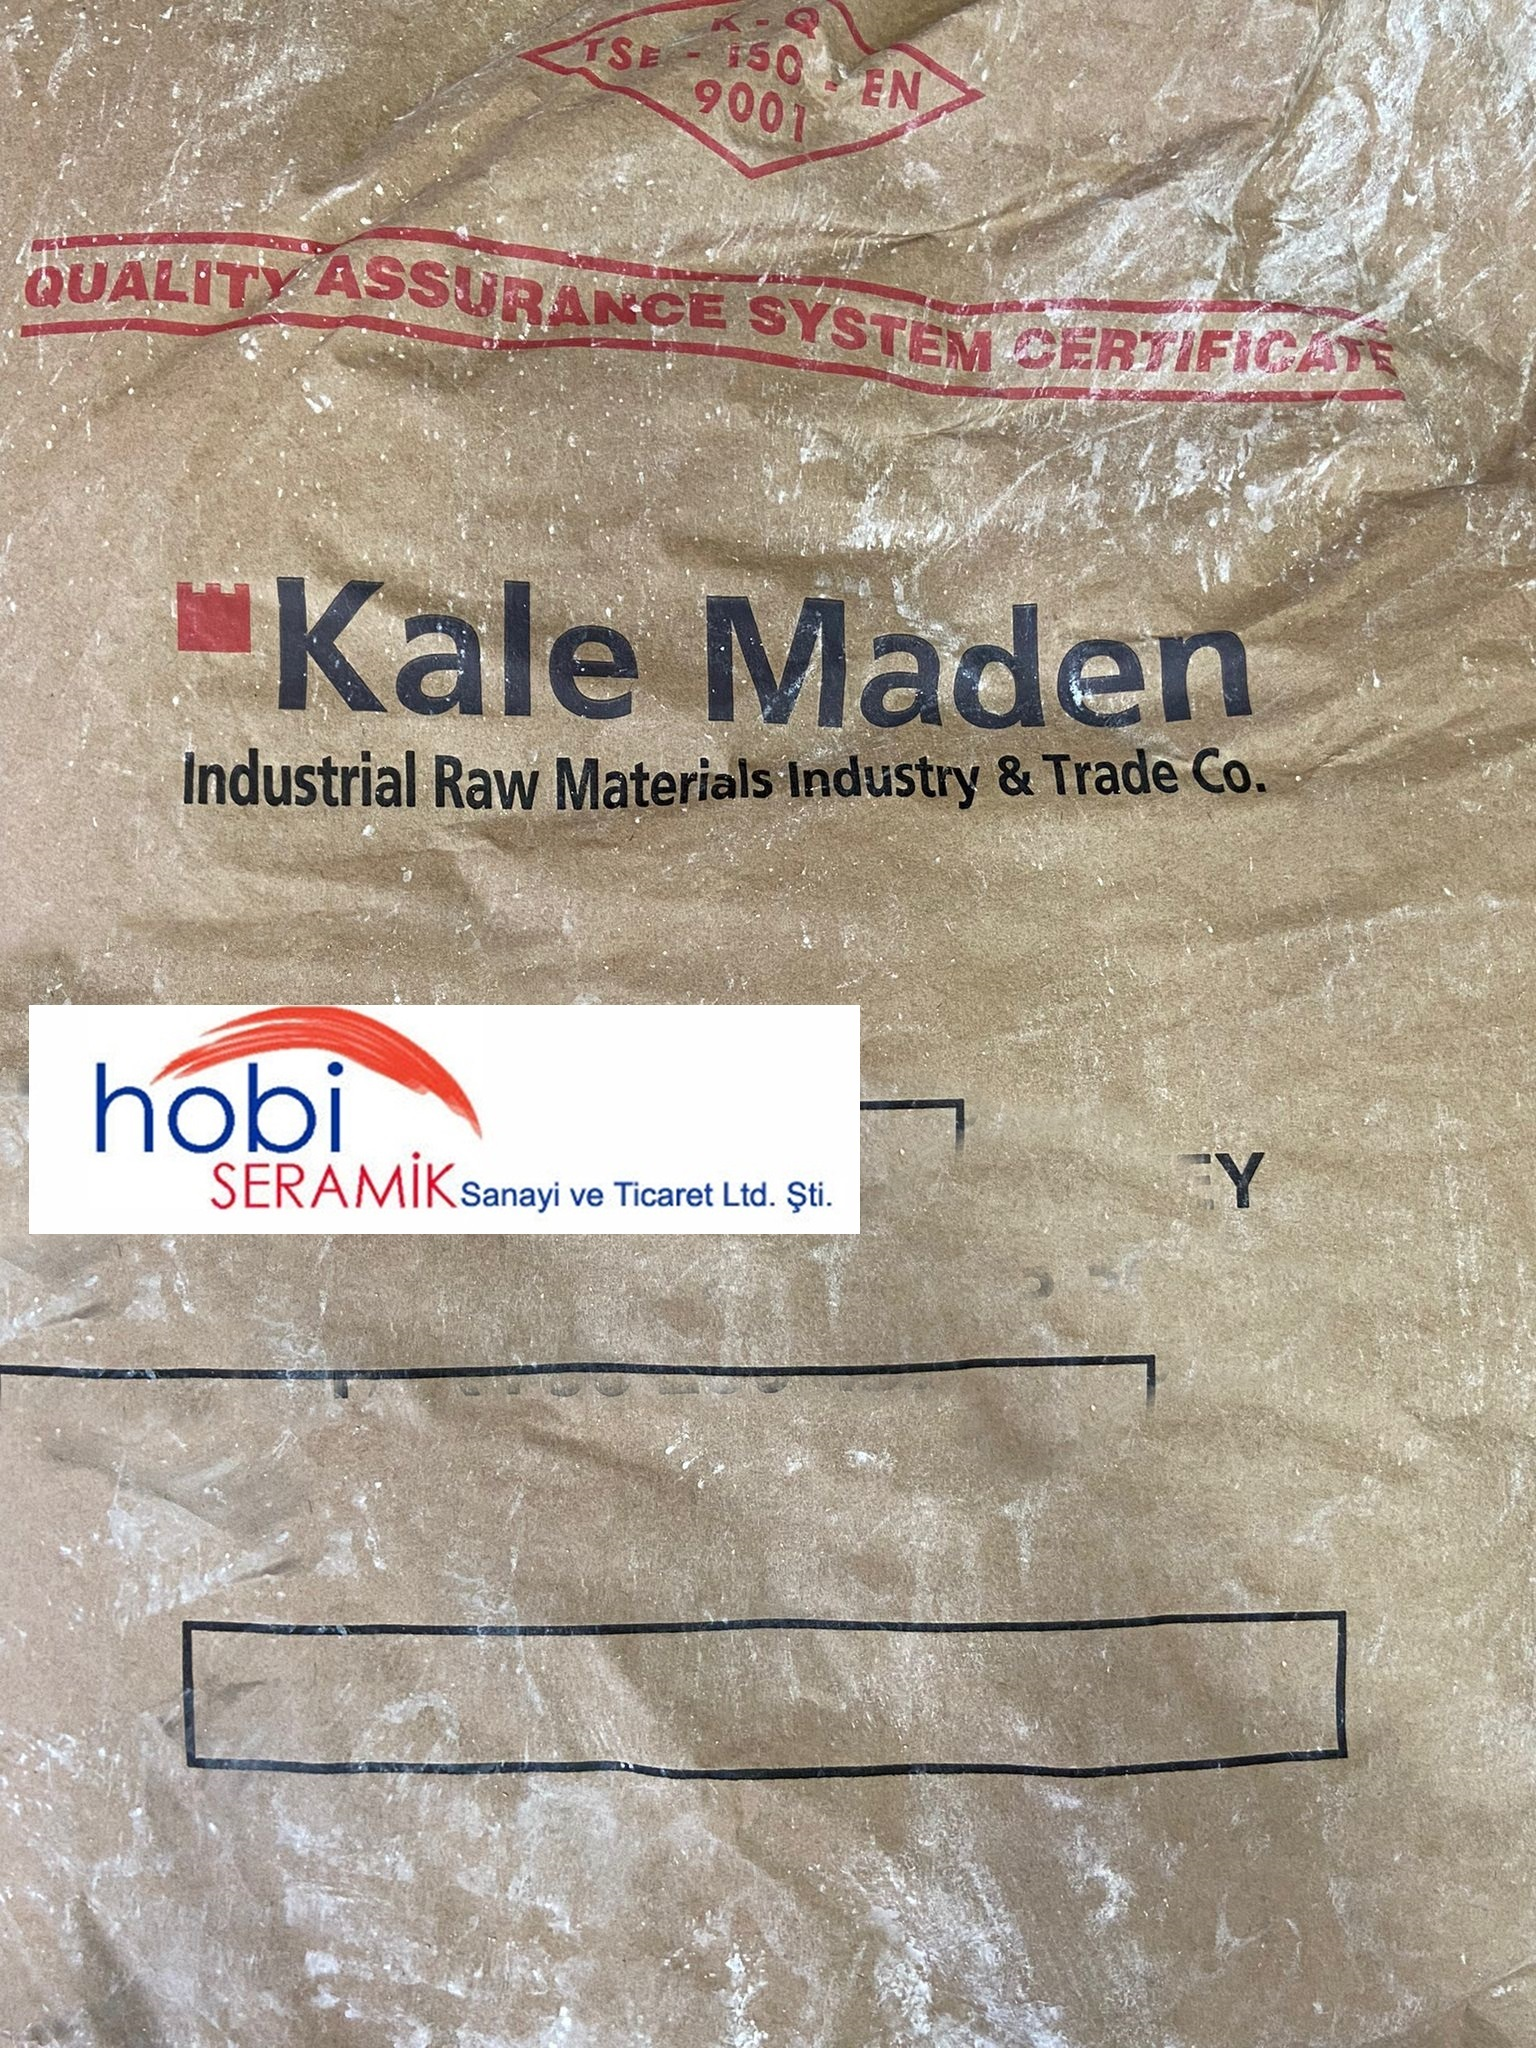 K - Q
TSE - ISO - EN
9001
QUALITY ASSURANCE SYSTEM CERTIFICATE
Kale Maden
Industrial Raw Materials Industry & Trade Co.
hobi
SERAMİK Sanayi ve Ticaret Ltd. Şti.